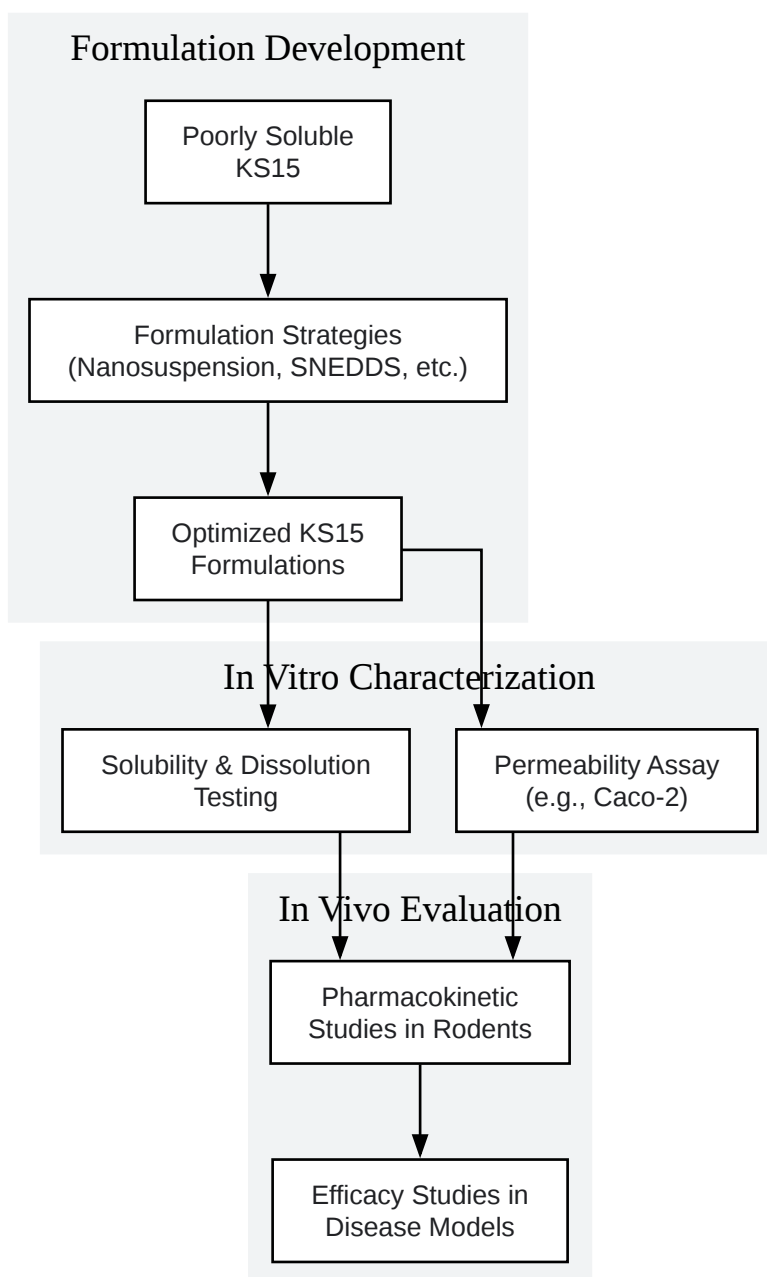 Formulation Development
Poorly Soluble
KS15
Formulation Strategies
(Nanosuspension, SNEDDS, etc.)
Optimized KS15
Formulations
In Vitro Characterization
Solubility & Dissolution
Testing
Permeability Assay
(e.g., Caco-2)
In Vivo Evaluation
Pharmacokinetic
Studies in Rodents
Efficacy Studies in
Disease Models